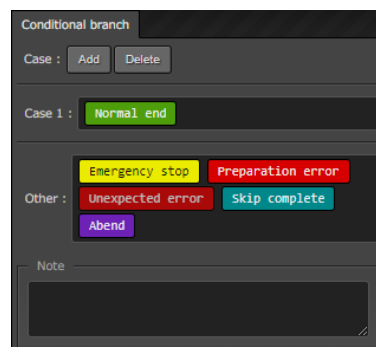 Conditional branch
Case : Add Delete
Case 1 : Normal end
Emergency stop Preparation error
Other : Unexpected error Skip complete
Abend
Note